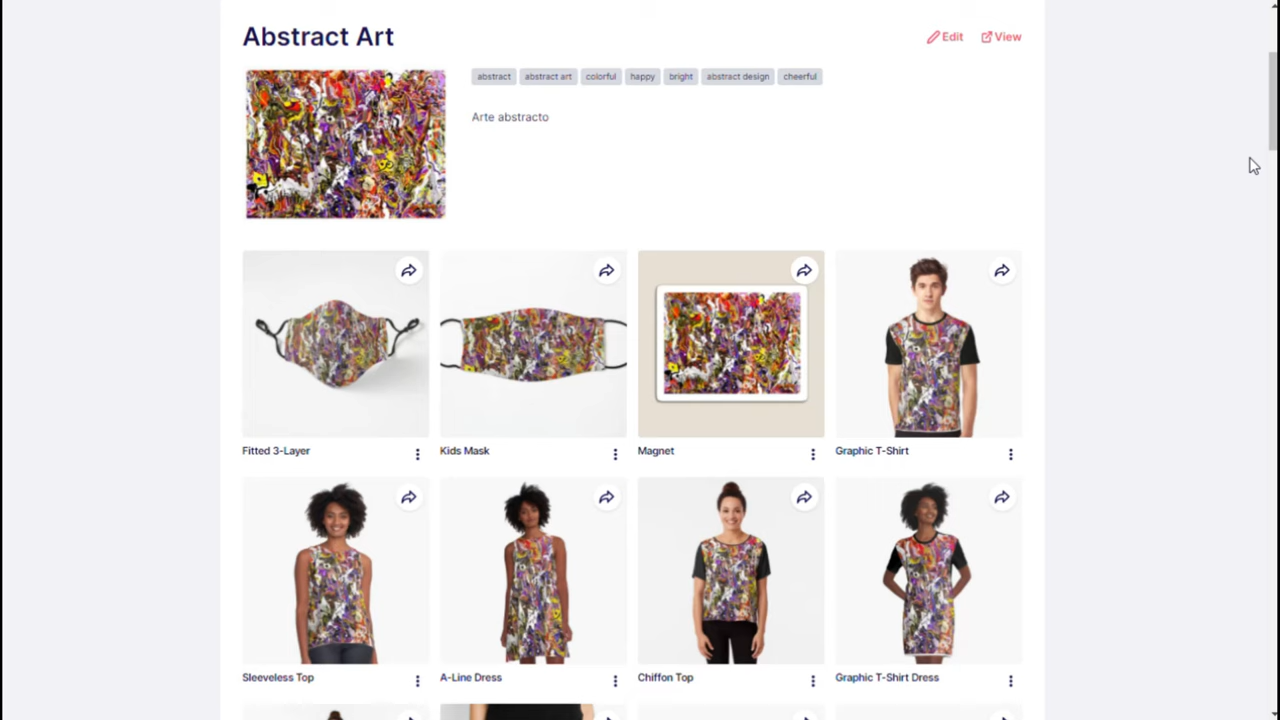 Abstract Art
Edit View
abstract abstract art colorful happy bright abstract design cheerful
Arte abstracto
Fitted 3-Layer Kids Mask Magnet Graphic T-Shirt
Sleeveless Top A-Line Dress Chiffon Top Graphic T-Shirt Dress